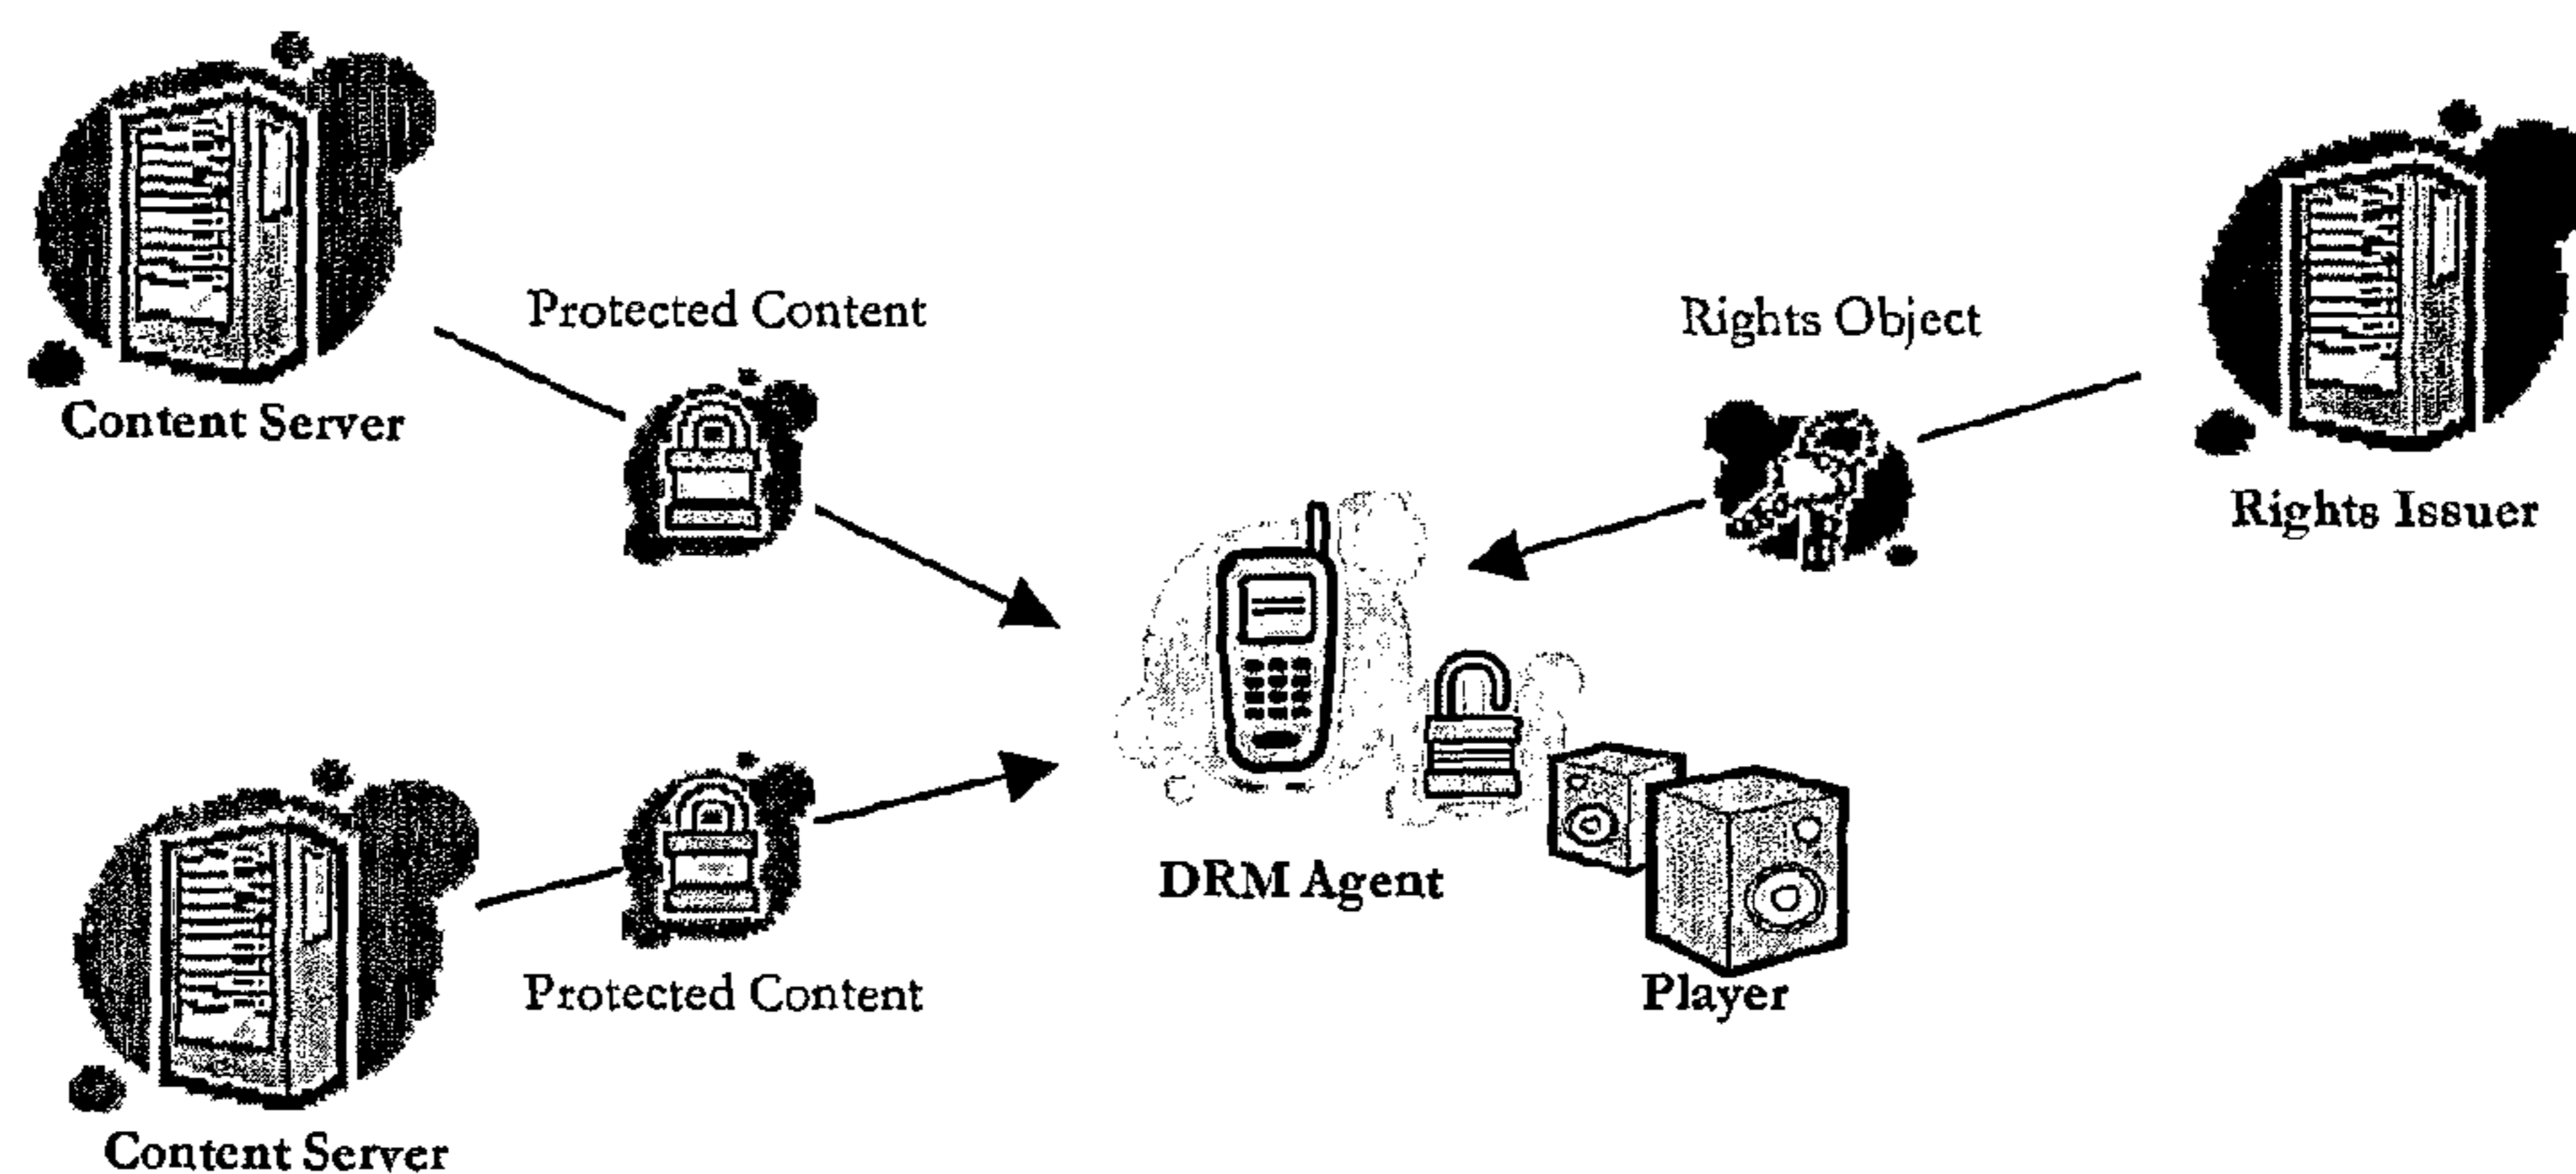 Protected Content
Rights Object
Content Server
Rights Issuer
DRM Agent
Protected Content
Player
Content Server